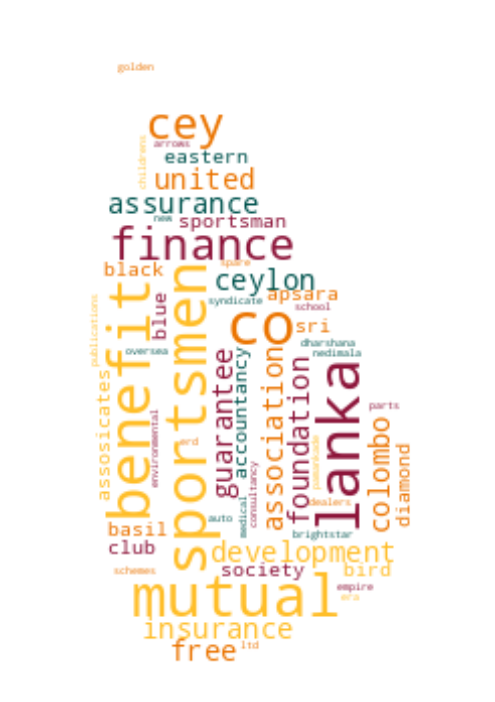 golden
cey
arrows
childrens
eastern
united
assurance
new
sportsman
finance
black
spare
ceylon
benefit
sportsmen
blue
syndicate
apsara
school
co
sri
publications
oversea
dharshana
nedimala
guarantee
accountancy
association
foundation
lanka
assosicates
environmental
erd
consultancy
pamankade
parts
colombo
diamond
medical
auto
dealers
basil
brightstar
club
development
schemes
society
bird
mutual
empire
era
insurance
free
ltd